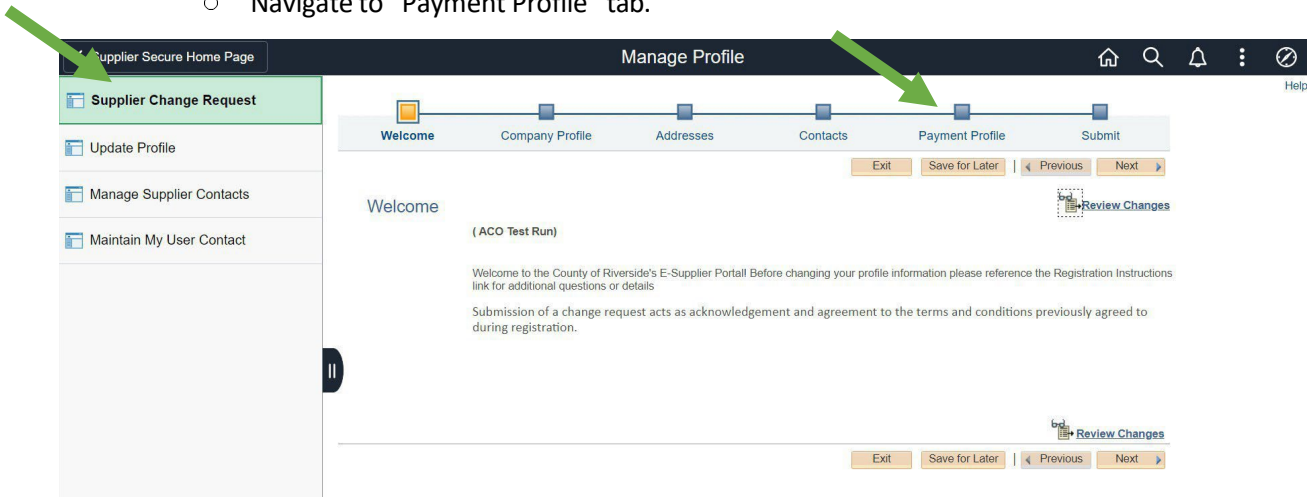 Navigate to "Payment Profile" tab.
Supplier Secure Home Page
Manage Profile
Help
Supplier Change Request
Update Profile
Manage Supplier Contacts
Maintain My User Contact
Welcome
Company Profile
Addresses
Contacts
Payment Profile
Submit
Exit
Save for Later
|
Previous
Next
Welcome
Review Changes
( ACO Test Run)
Welcome to the County of Riverside's E-Supplier Portal! Before changing your profile information please reference the Registration Instructions
link for additional questions or details
Submission of a change request acts as acknowledgement and agreement to the terms and conditions previously agreed to
during registration.
Review Changes
Exit
Save for Later
|
Previous
Next